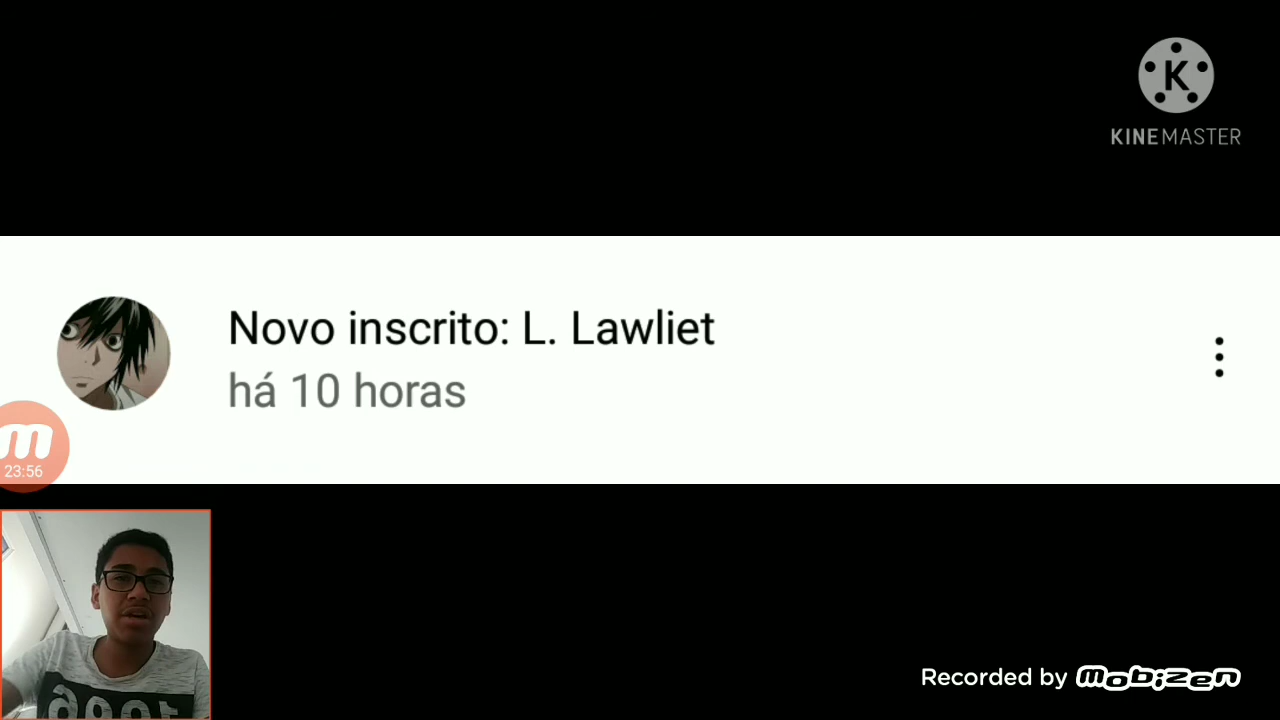 K
KINEMASTER
Novo inscrito: L. Lawliet
há 10 horas
m
23:56
Recorded by mobizen